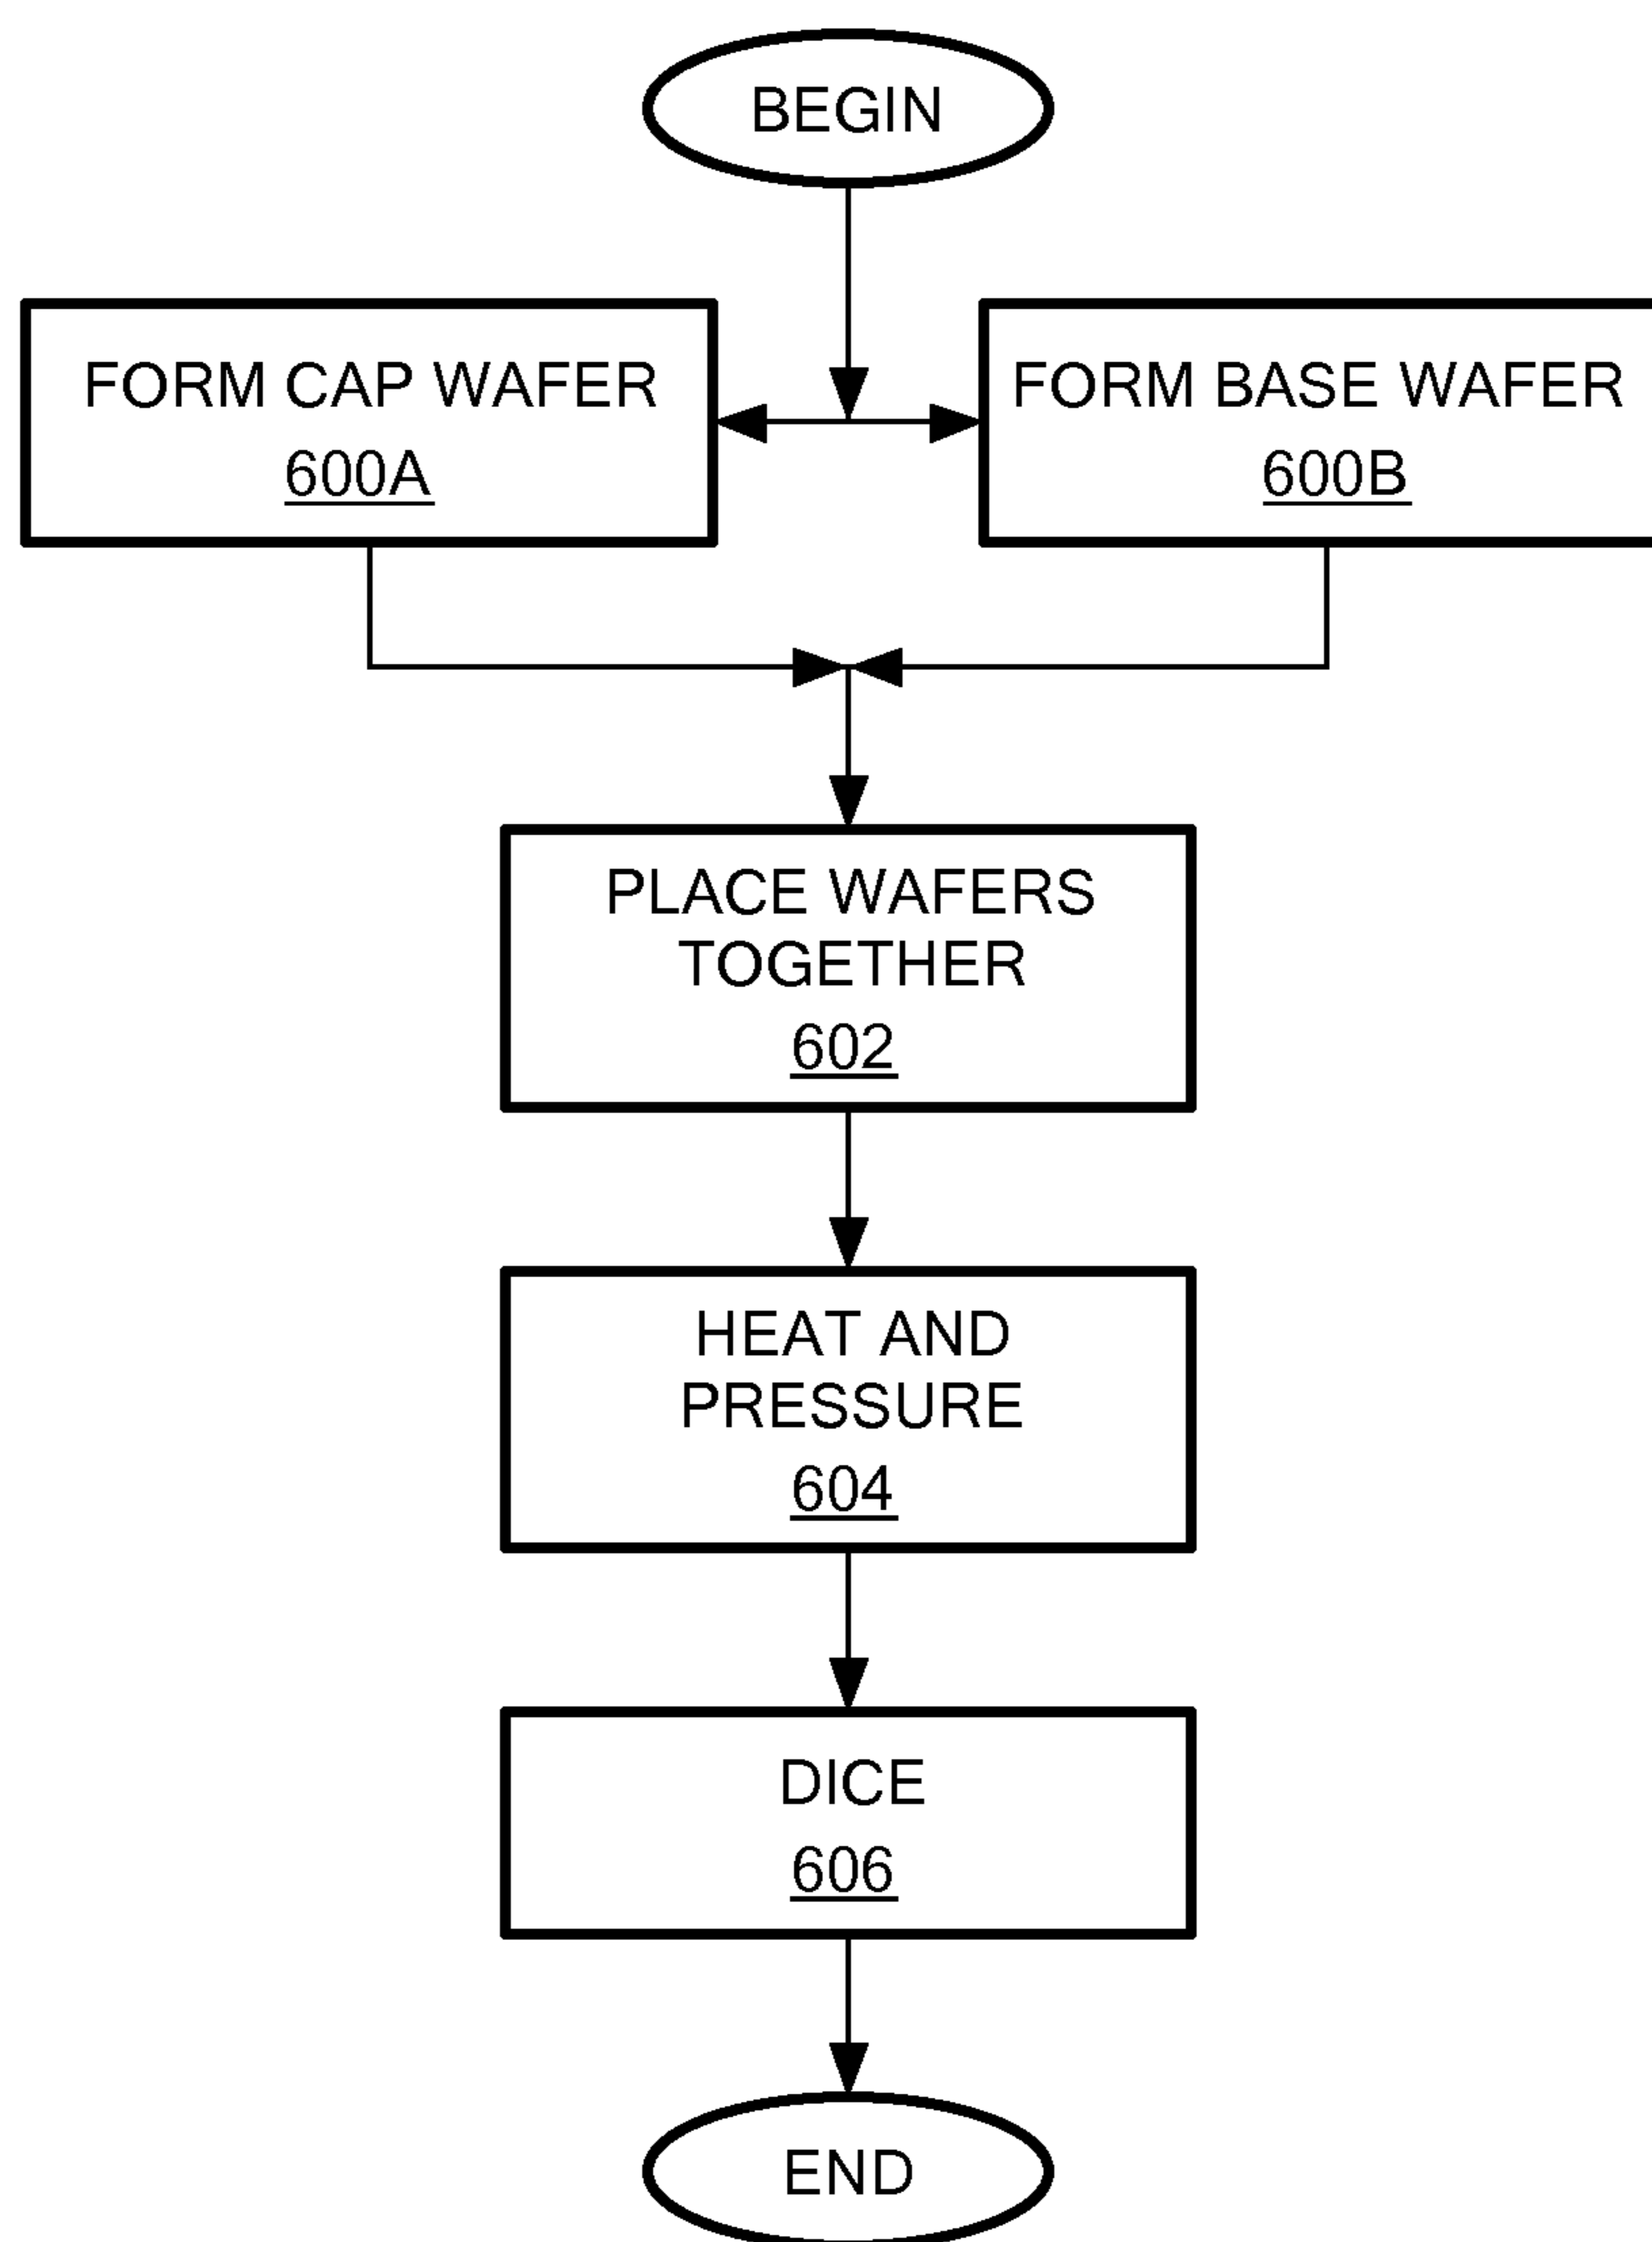 BEGIN
FORM CAP WAFER
600A
FORM BASE WAFER
600B
PLACE WAFERS
TOGETHER
602
HEAT AND
PRESSURE
604
DICE
606
END